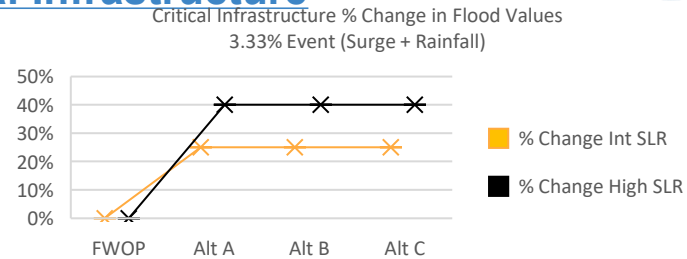 Infrastructure
Critical Infrastructure % Change in Flood Values
3.33% Event (Surge + Rainfall)
50%
40%
30%
20%
10%
0%
FWOP Alt A Alt B Alt C
% Change Int SLR
% Change High SLR